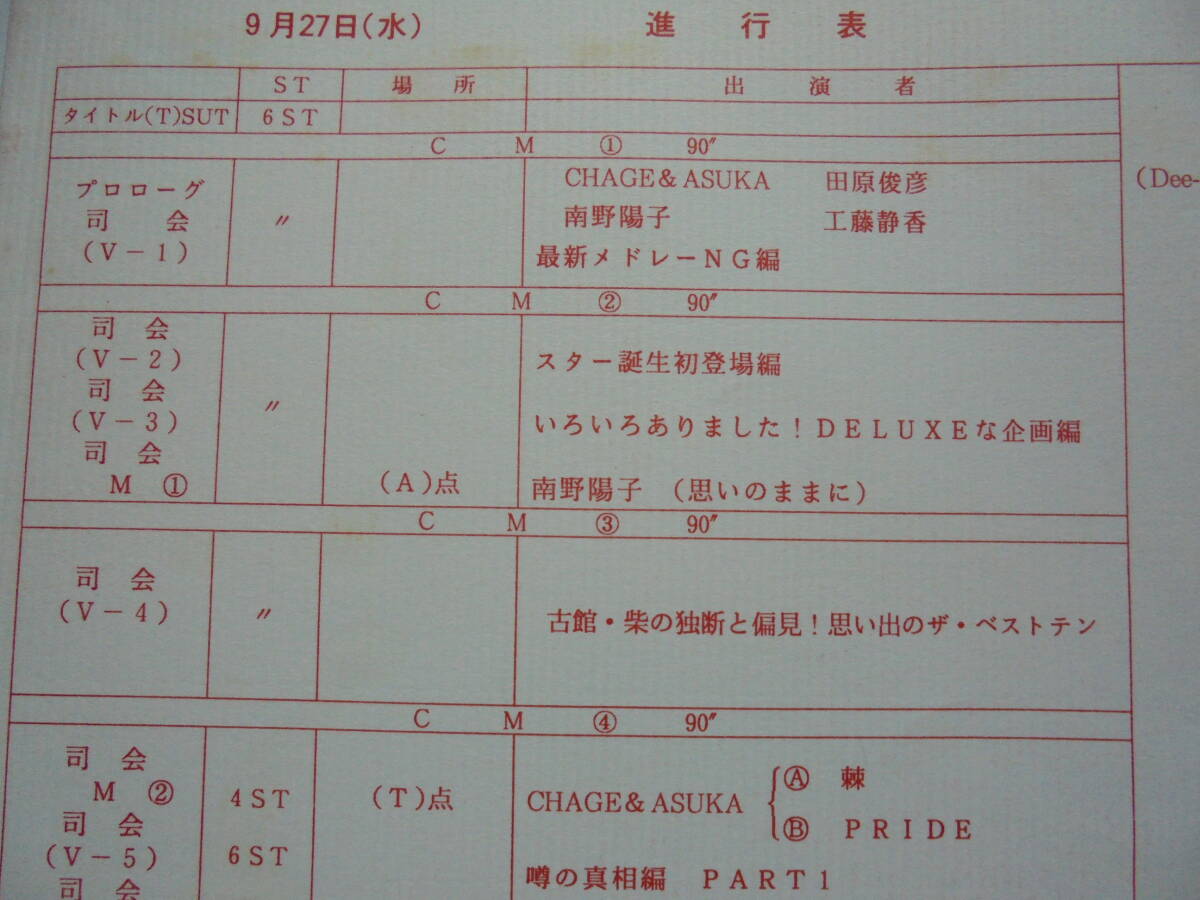 9月27日(水) 進行表
ST 場所 出演者
タイトル(T)SUT 6ST
CM ① 90″
プロローグ 〃 CHAGE&ASUKA 田原俊彦
司会 南野陽子 工藤静香
(V-1) 最新メドレーNG編
(Dee-
CM ② 90″
司会
(V-2) スター誕生初登場編
司会 〃
(V-3) いろいろありました!DELUXEな企画編
司会
M ① (A)点 南野陽子 (思いのままに)
CM ③ 90″
司会
(V-4) 〃 古館・柴の独断と偏見!思い出のザ・ベストテン
CM ④ 90″
司会
M ② 4ST (T)点 CHAGE&ASUKA Ⓐ 棘
司会 Ⓑ PRIDE
(V-5) 6ST 噂の真相編 PART1
司会